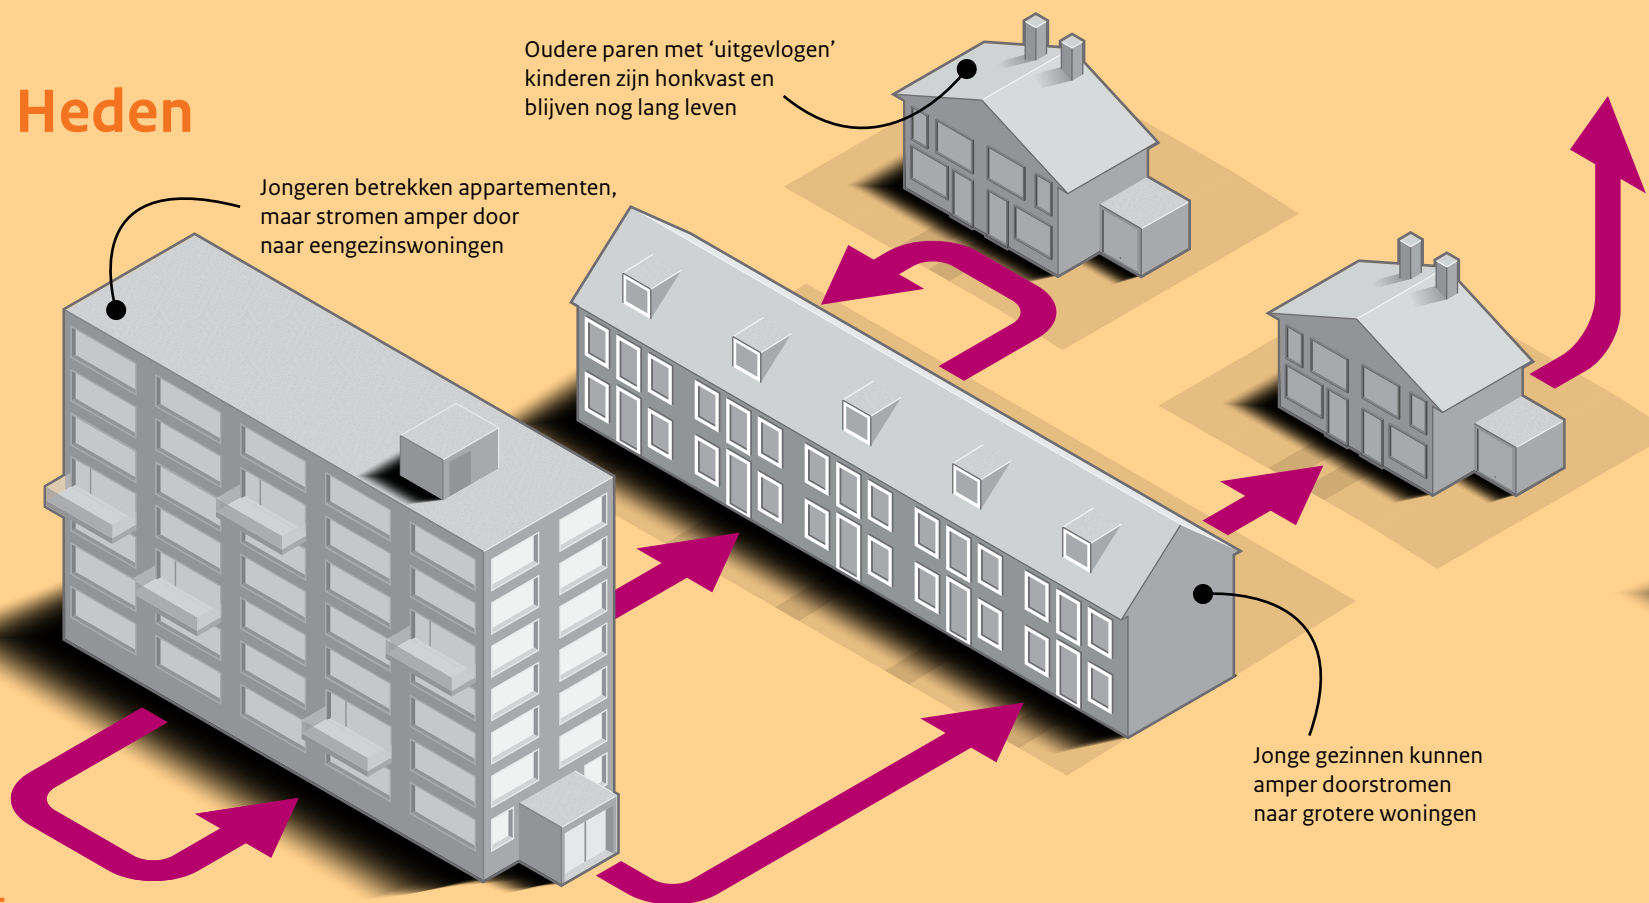 Heden
Oudere paren met ‘uitgevlogen’
kinderen zijn honkvast en
blijven nog lang leven
Jongeren betrekken appartementen,
maar stromen amper door
naar eengezinswoningen
Jonge gezinnen kunnen
amper doorstromen
naar grotere woningen